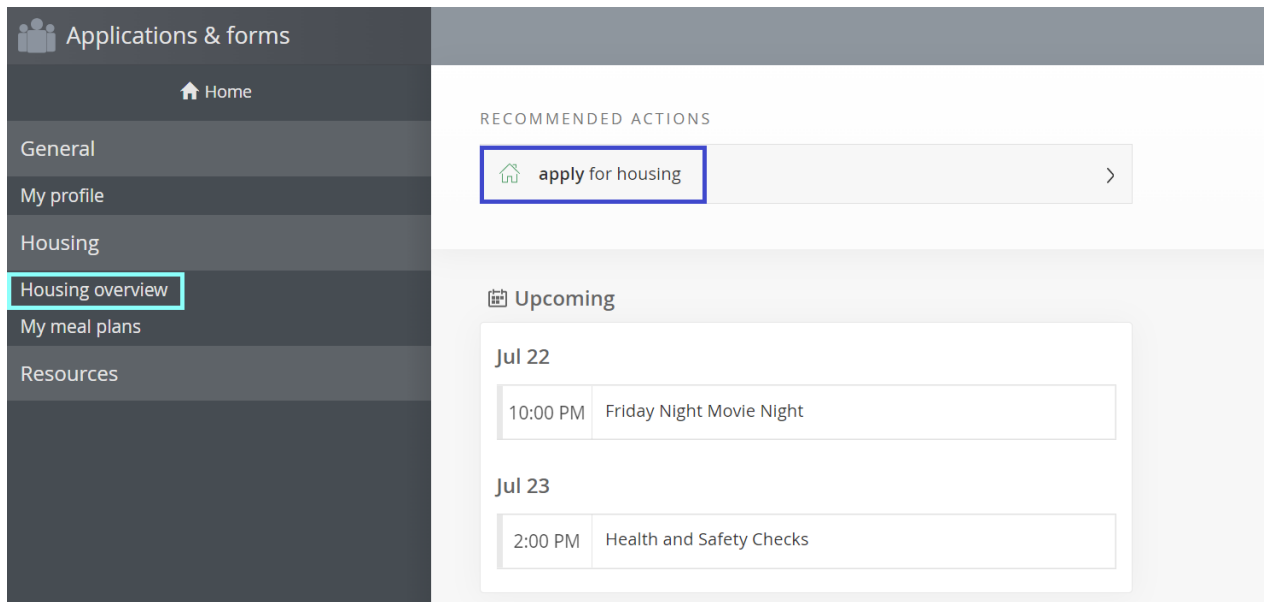 Applications & forms
Home
General
My profile
Housing
Housing overview
My meal plans
Resources
RECOMMENDED ACTIONS
apply for housing
Upcoming
Jul 22
10:00 PM Friday Night Movie Night
Jul 23
2:00 PM Health and Safety Checks